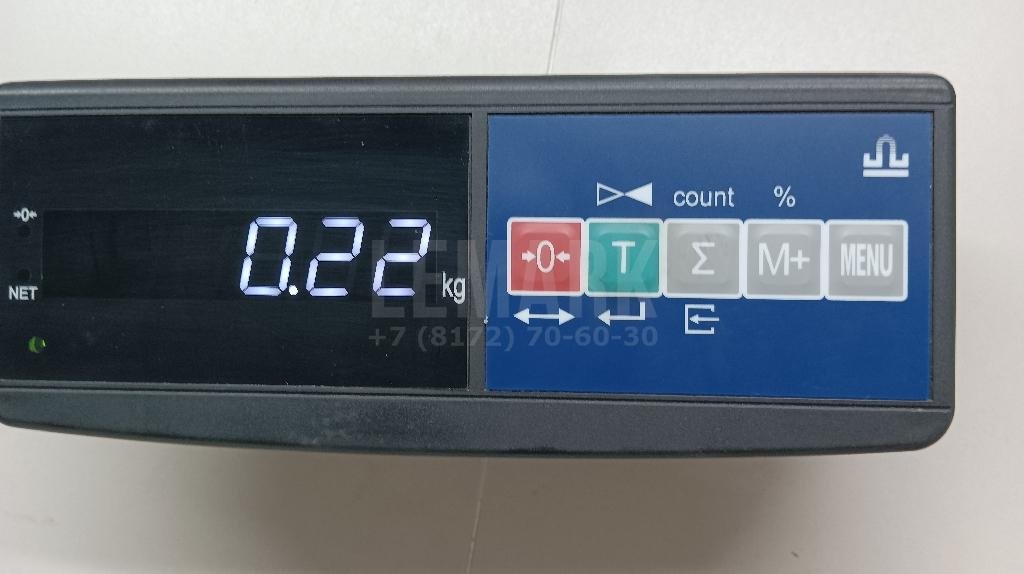 count %
→0←
NET
0.22 kg
→0← T Σ M+ MENU
LEMARK
+7 (8172) 70-60-30